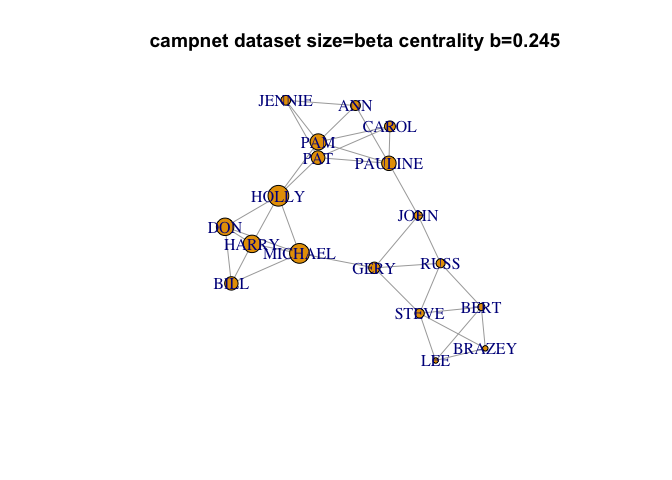 campnet dataset size=beta centrality b=0.245
JENNIE
ANN
CAROL
PAM
PAT
PAULINE
HOLLY
JOHN
DON
HARRY
MICHAEL
GERY
RUSS
BILL
STEVE
BERT
BRAZEY
LEE